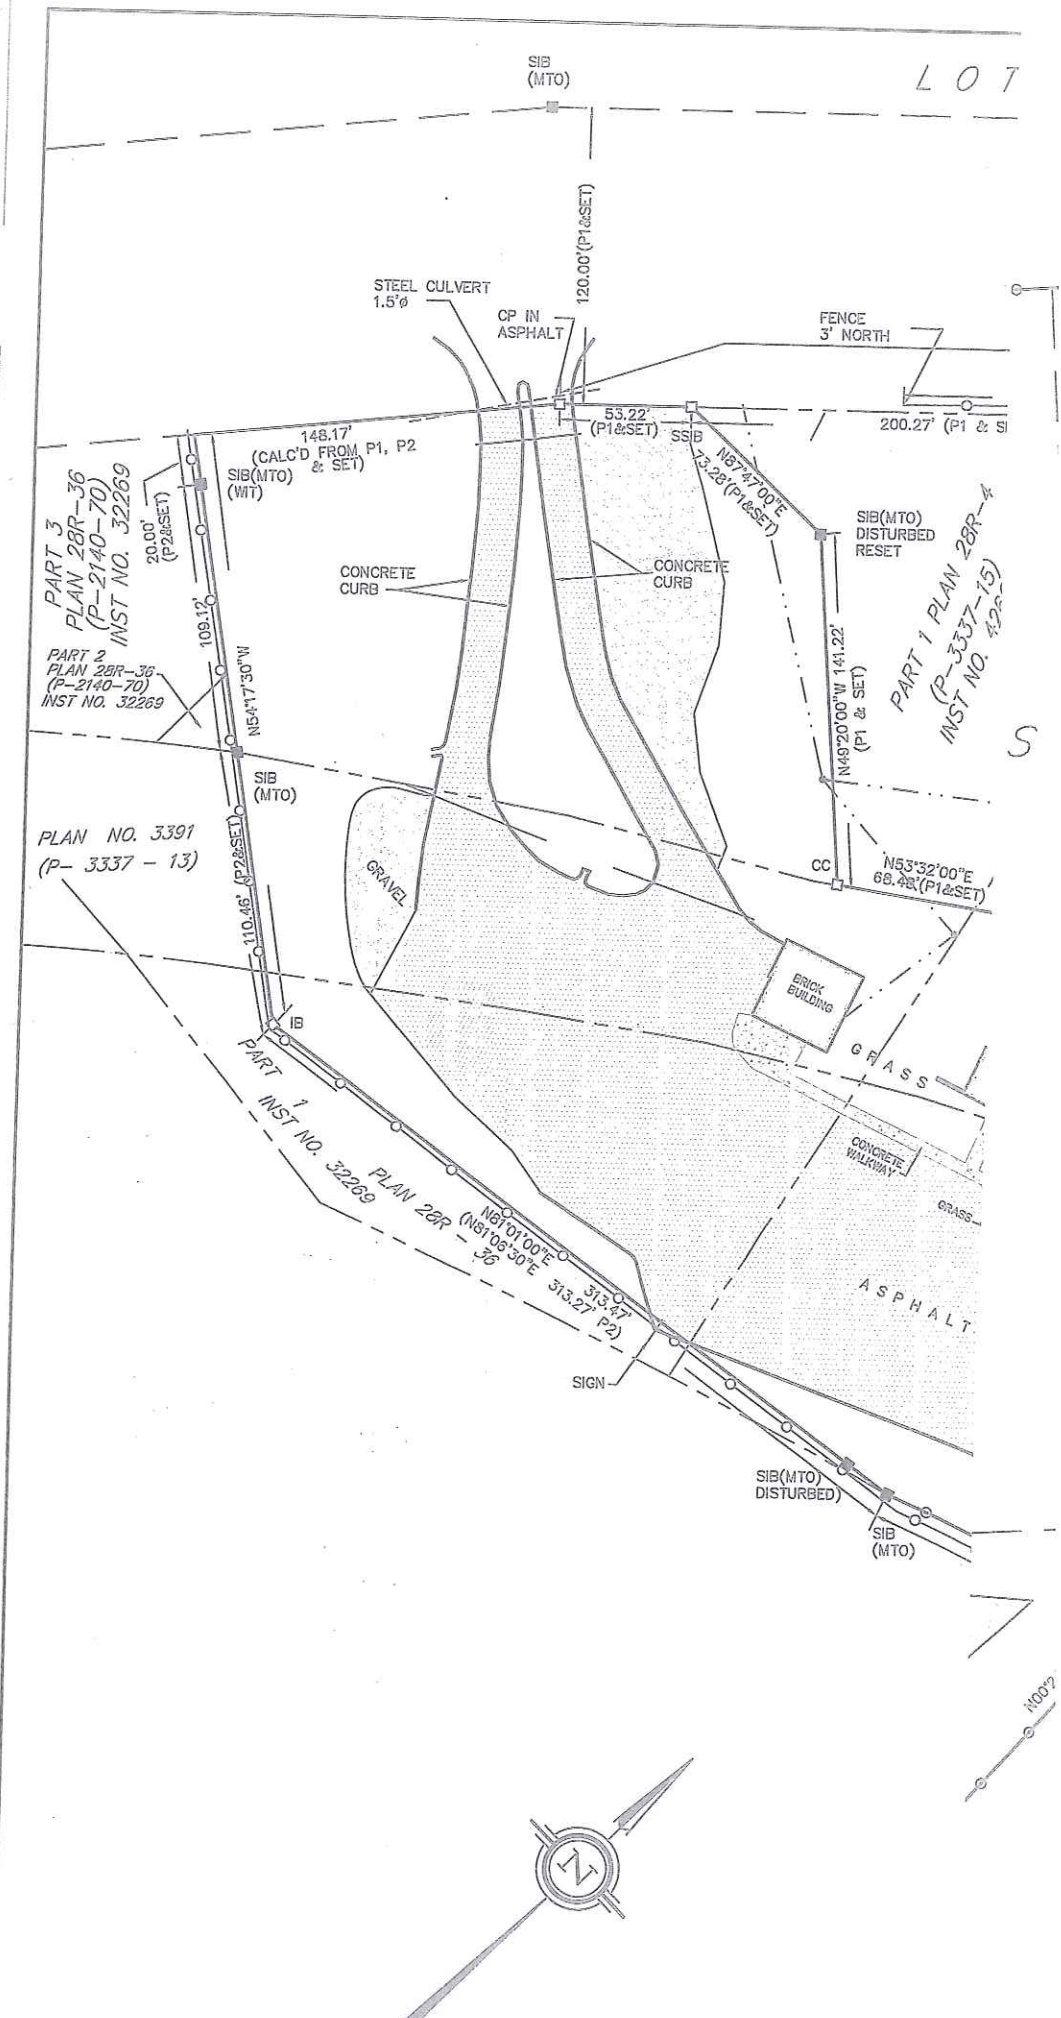 SIB
(MTO)
LOT
120.00'(P1&SET)
STEEL CULVERT
1.5'ø
CP IN
ASPHALT
FENCE
3' NORTH
148.17'
(CALC'D FROM P1, P2
& SET)
53.22'
(P1&SET)
SSIB
200.27' (P1 & S
N87°47'00"E
73.28'(P1&SET)
SIB(MTO)
(WIT)
20.00'
(P2&SET)
PART 3
PLAN 28R-36
(P-2140-70)
INST NO. 32269
SIB(MTO)
DISTURBED
RESET
CONCRETE
CURB
CONCRETE
CURB
PART 1 PLAN 28R-4
(P-3337-15)
INST NO.
109.12'
N54°17'30"W
PART 2
PLAN 28R-36
(P-2140-70)
INST NO. 32269
N49°20'00"W 141.22'
(P1 & SET)
S
SIB
(MTO)
PLAN NO. 3391
(P- 3337 - 13)
110.46' (P2&SET)
GRAVEL
CC
N53°32'00"E
68.48'(P1&SET)
BRICK
BUILDING
IB
GRASS
PART 1
INST NO. 32269
PLAN 28R - 36
CONCRETE
WALKWAY
GRASS
N81°01'00"E 313.47'
(N81°06'30"E 313.27' P2)
ASPHALT
SIGN
SIB(MTO)
DISTURBED)
SIB
(MTO)
N00°2
N